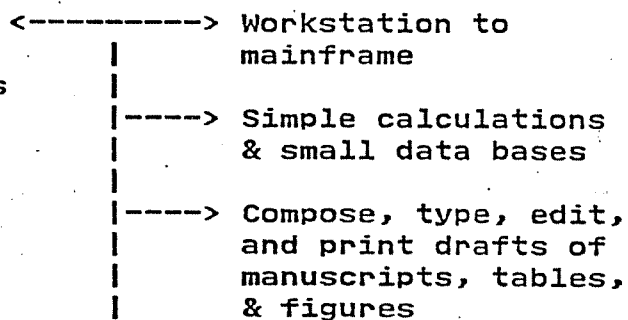 <----------> Workstation to
| mainframe
s |
|----> Simple calculations
| & small data bases
|
|----> Compose, type, edit,
| and print drafts of
| manuscripts, tables,
| & figures